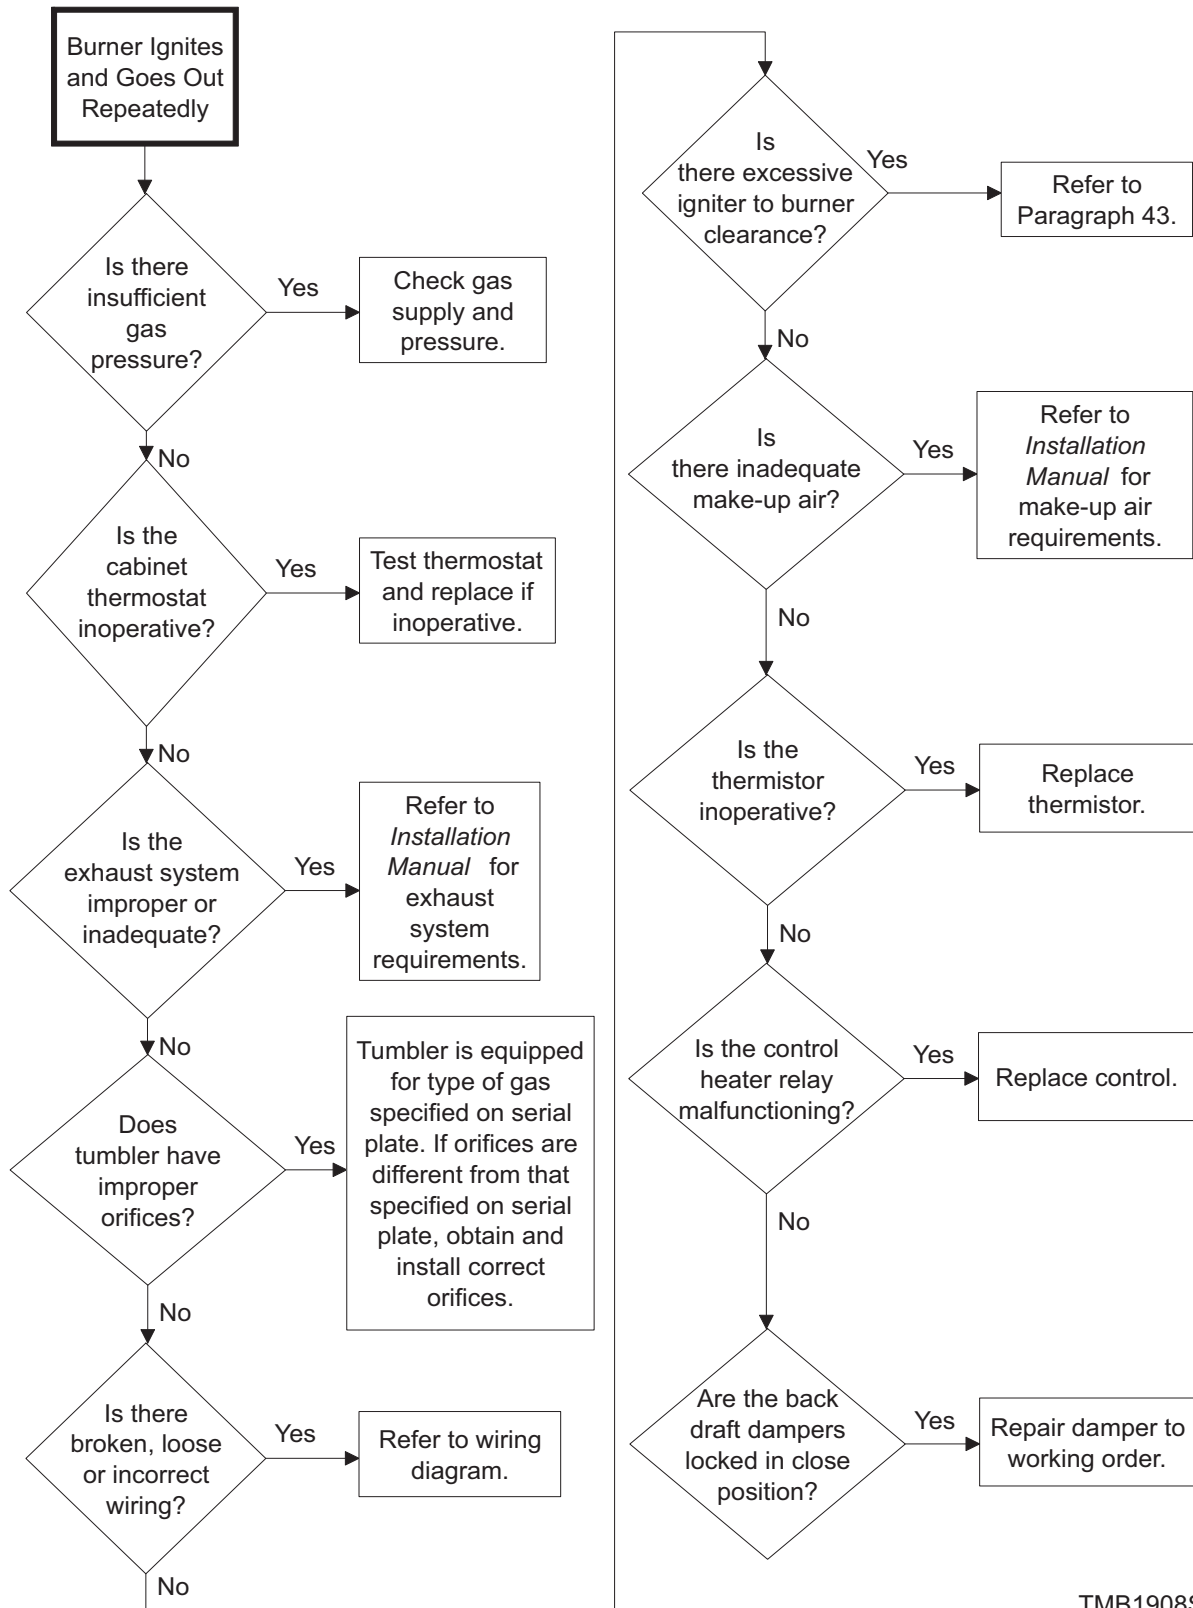 Burner Ignites
and Goes Out
Repeatedly
Is there
insufficient
gas
pressure?
Yes
Check gas
supply and
pressure.
No
Is the
cabinet
thermostat
inoperative?
Yes
Test thermostat
and replace if
inoperative.
No
Is the
exhaust system
improper or
inadequate?
Yes
Refer to
Installation
Manual for
exhaust
system
requirements.
No
Does
tumbler have
improper
orifices?
Yes
Tumbler is equipped
for type of gas
specified on serial
plate. If orifices are
different from that
specified on serial
plate, obtain and
install correct
orifices.
No
Is there
broken, loose
or incorrect
wiring?
Yes
Refer to wiring
diagram.
No
Is
there excessive
igniter to burner
clearance?
Yes
Refer to
Paragraph 43.
No
Is
there inadequate
make-up air?
Yes
Refer to
Installation
Manual for
make-up air
requirements.
No
Is the
thermistor
inoperative?
Yes
Replace
thermistor.
No
Is the control
heater relay
malfunctioning?
Yes
Replace control.
No
Are the back
draft dampers
locked in close
position?
Yes
Repair damper to
working order.
TMB1908S